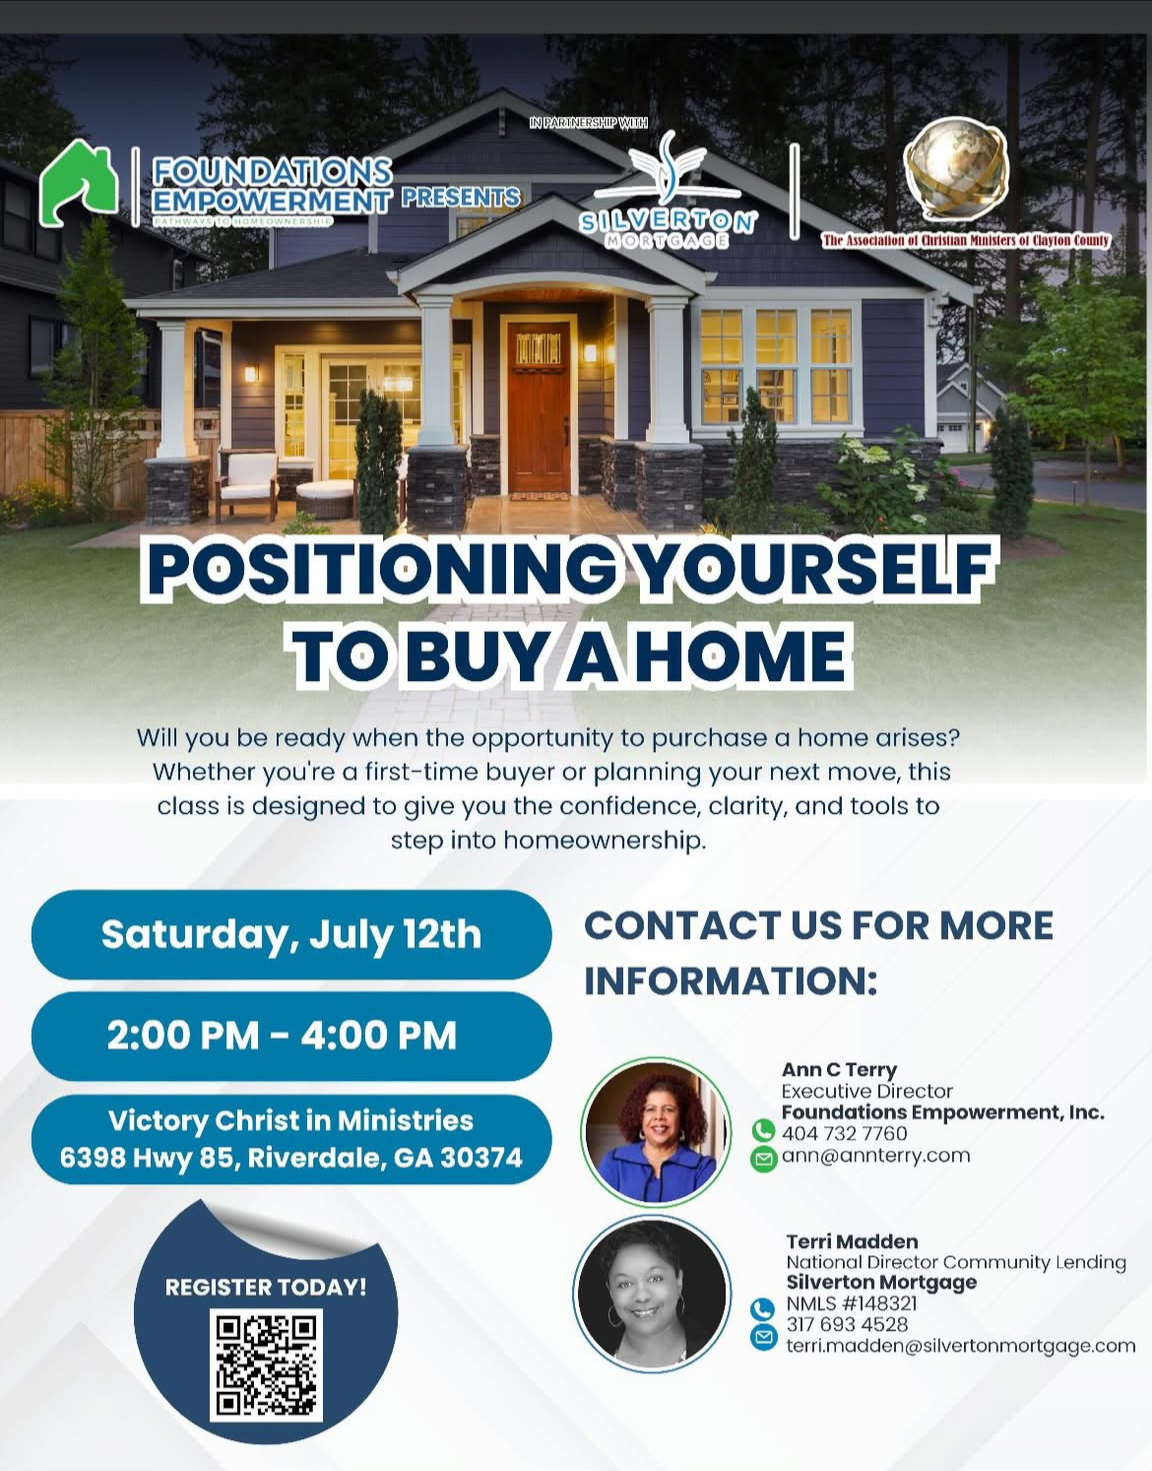 IN PARTNERSHIP WITH
FOUNDATIONS
EMPOWERMENT
PATHWAYS TO HOMEOWNERSHIP
PRESENTS
SILVERTON
MORTGAGE
The Association of Christian Ministers of Clayton County
POSITIONING YOURSELF
TO BUY A HOME
Will you be ready when the opportunity to purchase a home arises?
Whether you're a first-time buyer or planning your next move, this
class is designed to give you the confidence, clarity, and tools to
step into homeownership.
Saturday, July 12th
2:00 PM - 4:00 PM
Victory Christ in Ministries
6398 Hwy 85, Riverdale, GA 30374
REGISTER TODAY!
CONTACT US FOR MORE
INFORMATION:
Ann C Terry
Executive Director
Foundations Empowerment, Inc.
404 732 7760
ann@annterry.com
Terri Madden
National Director Community Lending
Silverton Mortgage
NMLS #148321
317 693 4528
terri.madden@silvertonmortgage.com